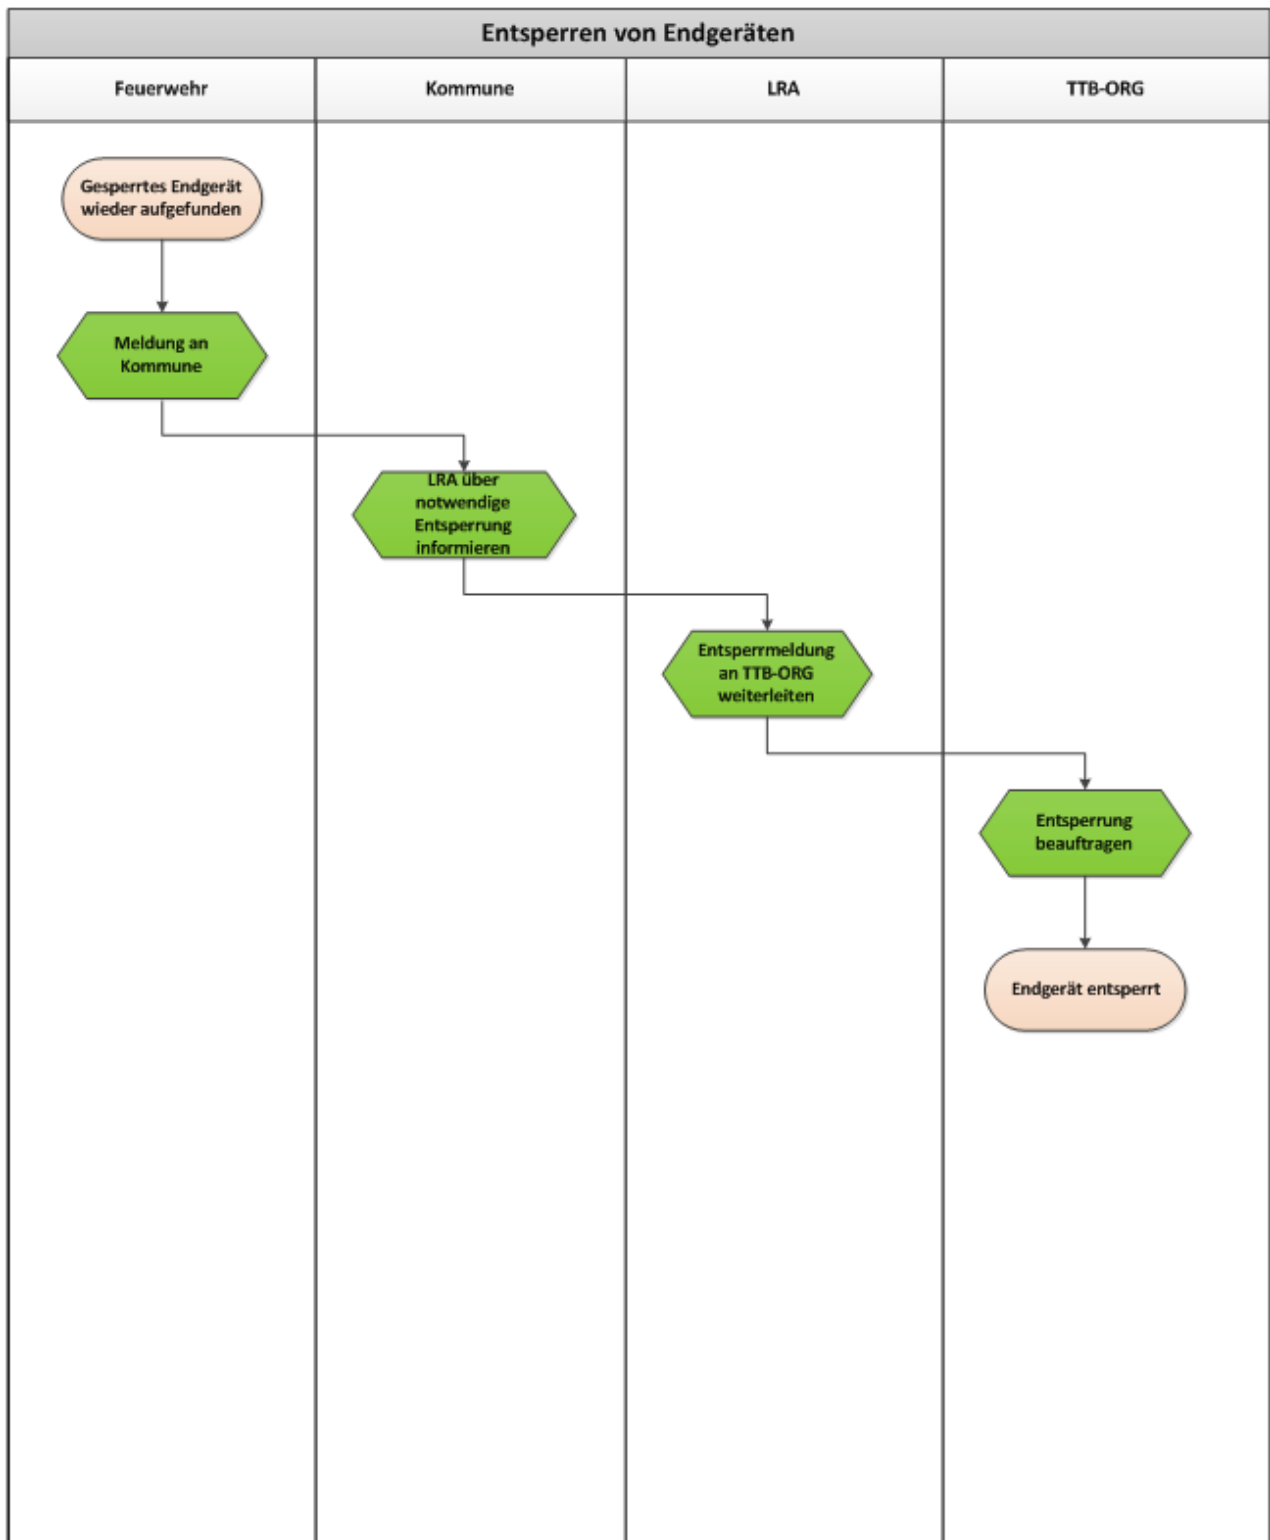 Entsperren von Endgeräten
Feuerwehr
Kommune
LRA
TTB-ORG
Gesperrtes Endgerät
wieder aufgefunden
Meldung an
Kommune
LRA über
notwendige
Entsperrung
informieren
Entsperrmeldung
an TTB-ORG
weiterleiten
Entsperrung
beauftragen
Endgerät entsperrt